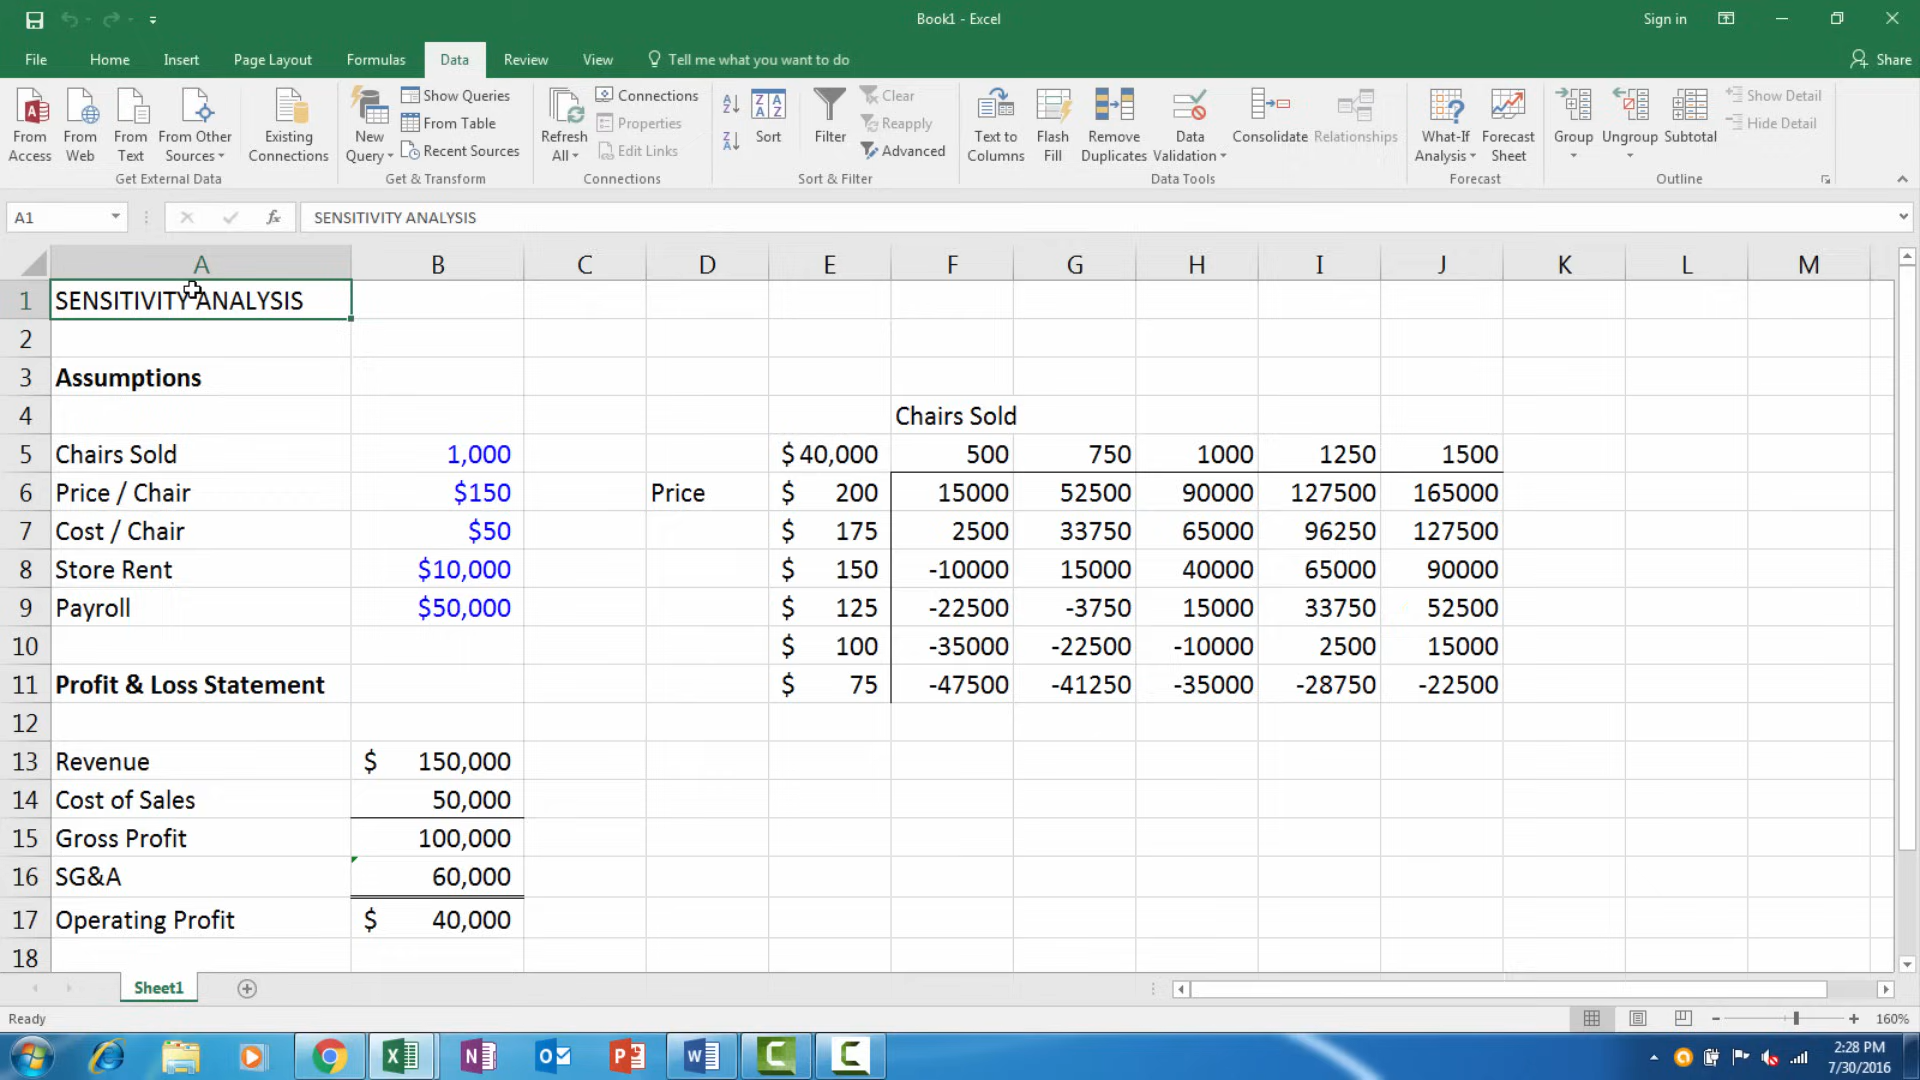 Book1 - Excel
Sign in
File Home Insert Page Layout Formulas Data Review View Tell me what you want to do Share
From Access
From Web
From Text
From Other Sources
Existing Connections
Get External Data
New Query
Show Queries
From Table
Recent Sources
Get & Transform
Refresh All
Connections
Properties
Edit Links
Connections
Sort
Filter
Clear
Reapply
Advanced
Sort & Filter
Text to Columns
Flash Fill
Remove Duplicates
Data Validation
Consolidate
Relationships
Data Tools
What-If Analysis
Forecast Sheet
Forecast
Group
Ungroup
Subtotal
Show Detail
Hide Detail
Outline
A1 fx SENSITIVITY ANALYSIS
A B C D E F G H I J K L M
1 SENSITIVITY ANALYSIS
2
3 Assumptions
4 Chairs Sold
5 Chairs Sold 1,000 $ 40,000 500 750 1000 1250 1500
6 Price / Chair $150 Price $ 200 15000 52500 90000 127500 165000
7 Cost / Chair $50 $ 175 2500 33750 65000 96250 127500
8 Store Rent $10,000 $ 150 -10000 15000 40000 65000 90000
9 Payroll $50,000 $ 125 -22500 -3750 15000 33750 52500
10 $ 100 -35000 -22500 -10000 2500 15000
11 Profit & Loss Statement $ 75 -47500 -41250 -35000 -28750 -22500
12
13 Revenue $ 150,000
14 Cost of Sales 50,000
15 Gross Profit 100,000
16 SG&A 60,000
17 Operating Profit $ 40,000
18
Sheet1
Ready 160%
2:28 PM
7/30/2016